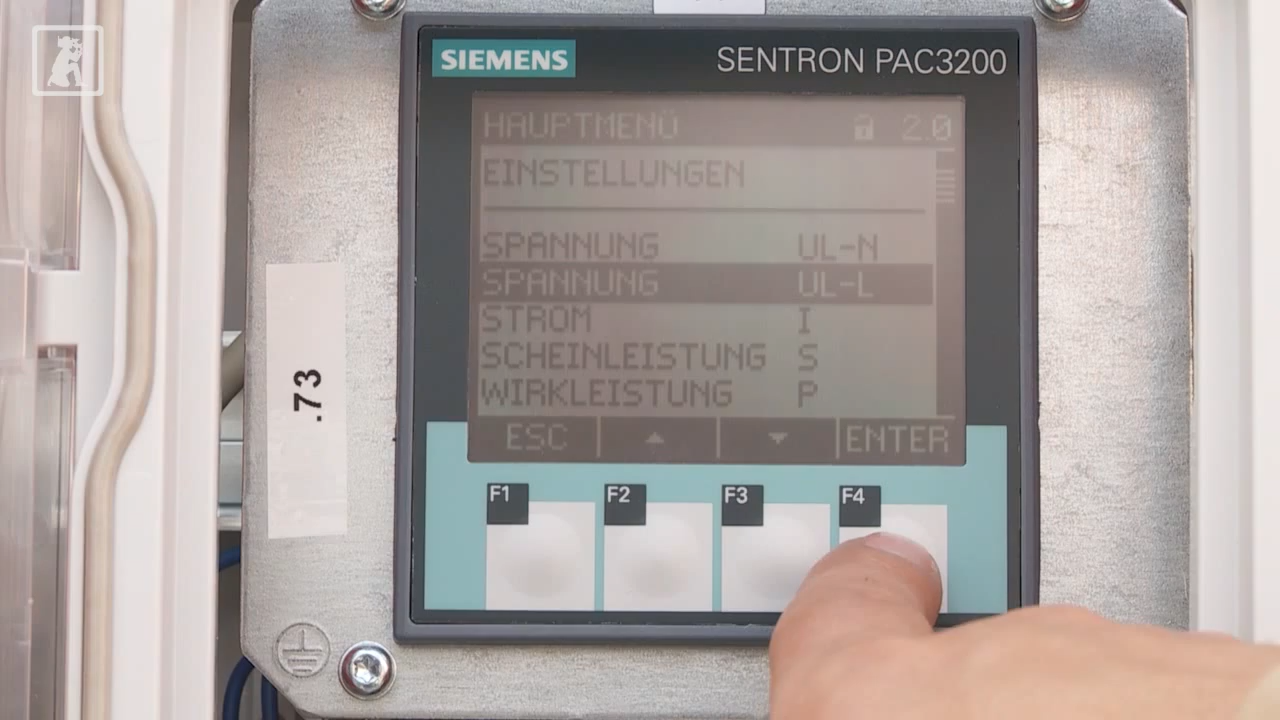 SIEMENS SENTRON PAC3200
HAUPTMENÜ 2.0
EINSTELLUNGEN
SPANNUNG UL-N
SPANNUNG UL-L
STROM I
SCHEINLEISTUNG S
WIRKLEISTUNG P
ESC ENTER
F1 F2 F3 F4
.73